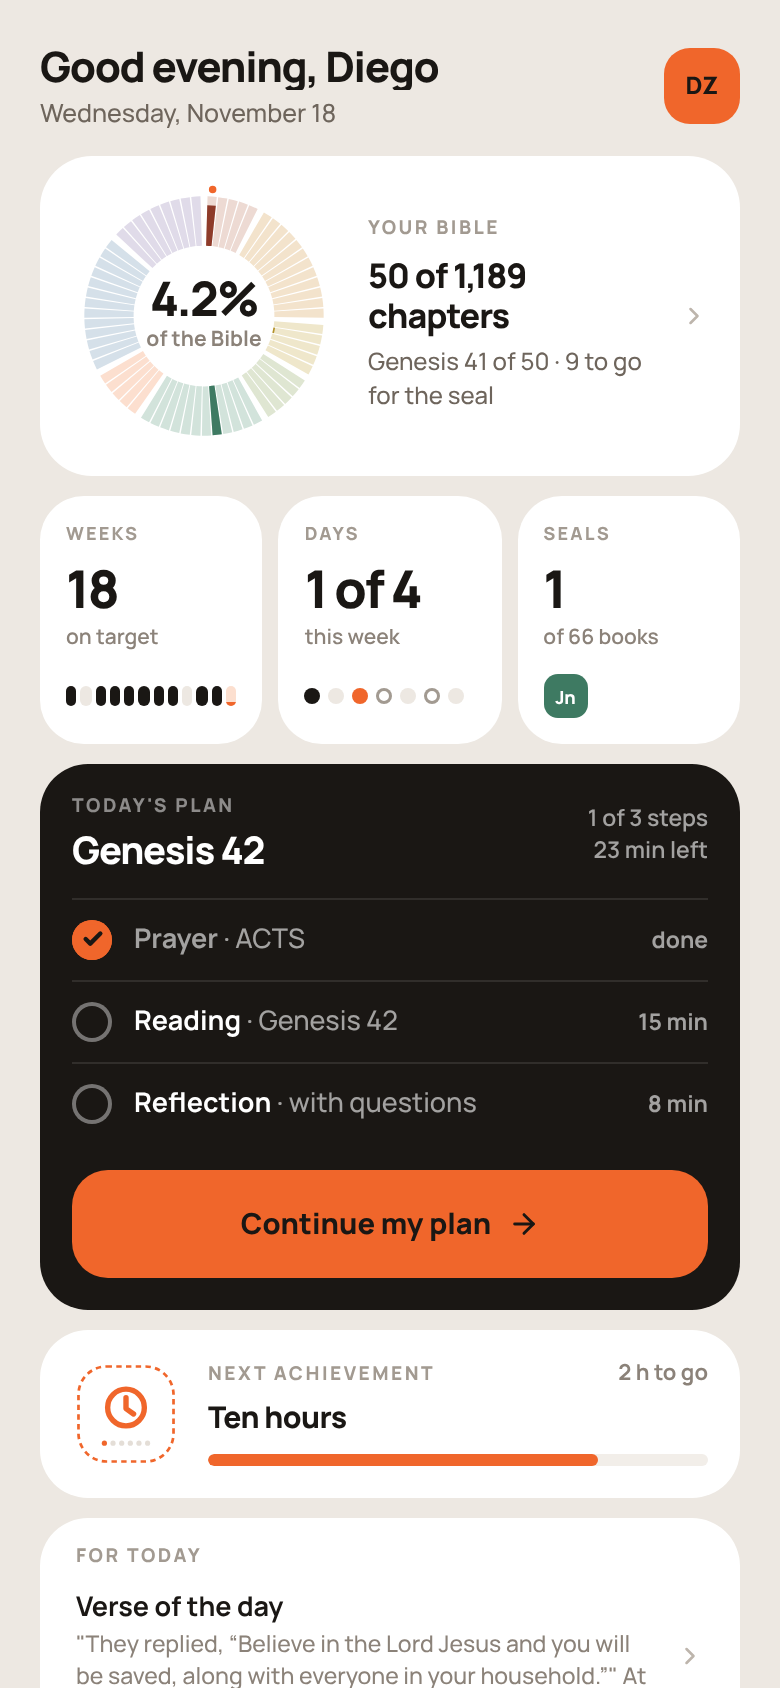 Good evening, Diego
Wednesday, November 18
DZ
4.2%
of the Bible
YOUR BIBLE
50 of 1,189
chapters
Genesis 41 of 50 · 9 to go
for the seal
WEEKS
18
on target
DAYS
1 of 4
this week
SEALS
1
of 66 books
Jn
TODAY'S PLAN
Genesis 42
1 of 3 steps
23 min left
Prayer · ACTS
done
Reading · Genesis 42
15 min
Reflection · with questions
8 min
Continue my plan →
NEXT ACHIEVEMENT
2 h to go
Ten hours
FOR TODAY
Verse of the day
"They replied, “Believe in the Lord Jesus and you will
be saved, along with everyone in your household.”" At